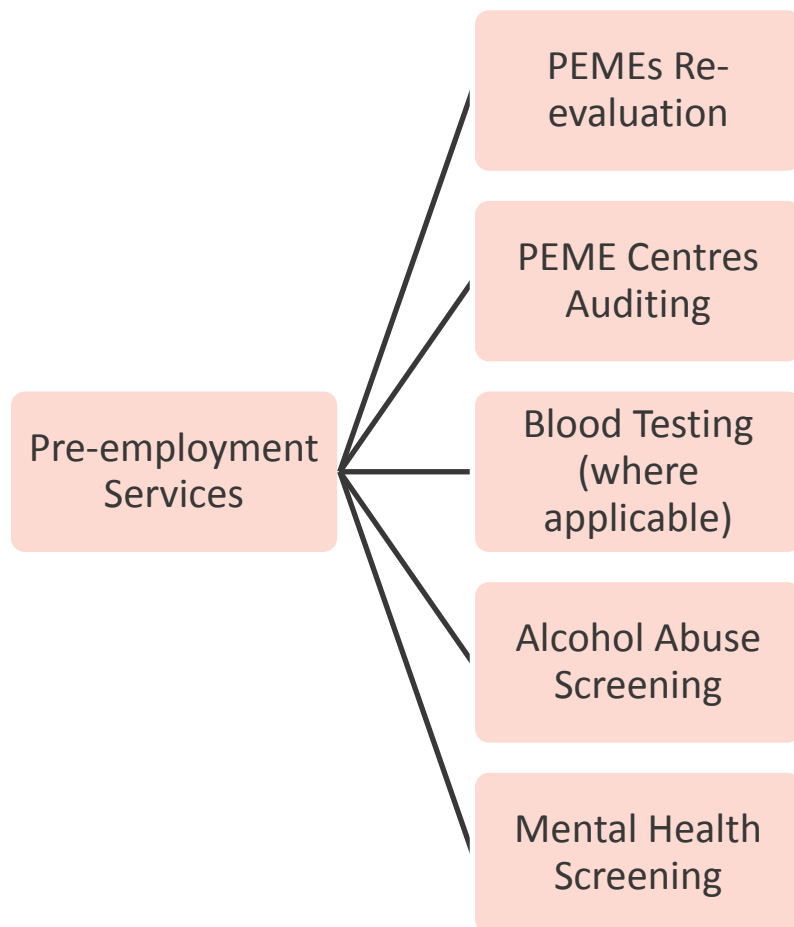 PEMEs Re-
evaluation
PEME Centres
Auditing
Pre-employment
Services
Blood Testing
(where
applicable)
Alcohol Abuse
Screening
Mental Health
Screening